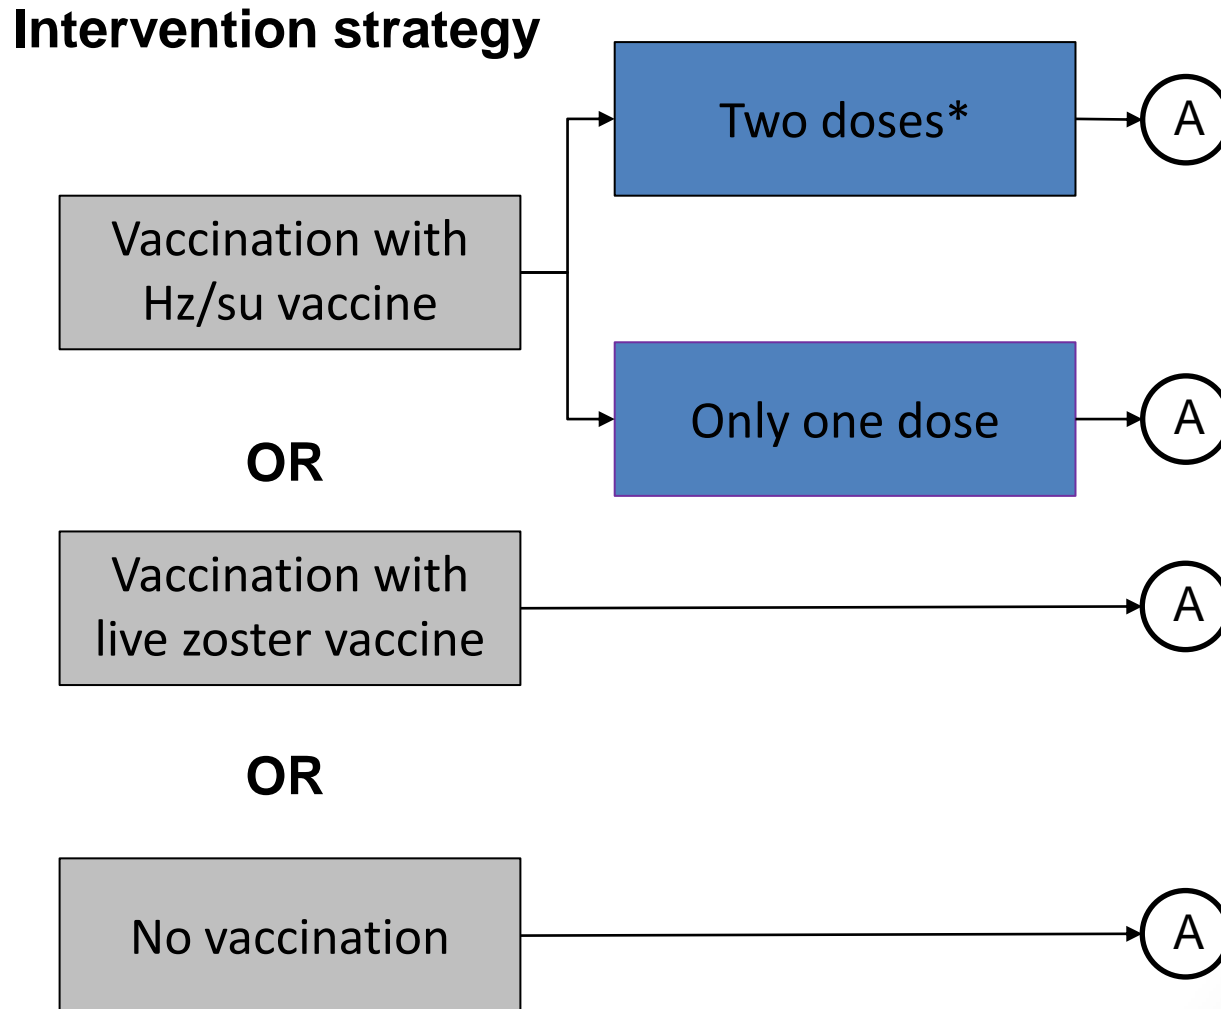 Intervention strategy
Two doses*
A
Vaccination with
Hz/su vaccine
Only one dose
A
OR
Vaccination with
live zoster vaccine
A
OR
No vaccination
A